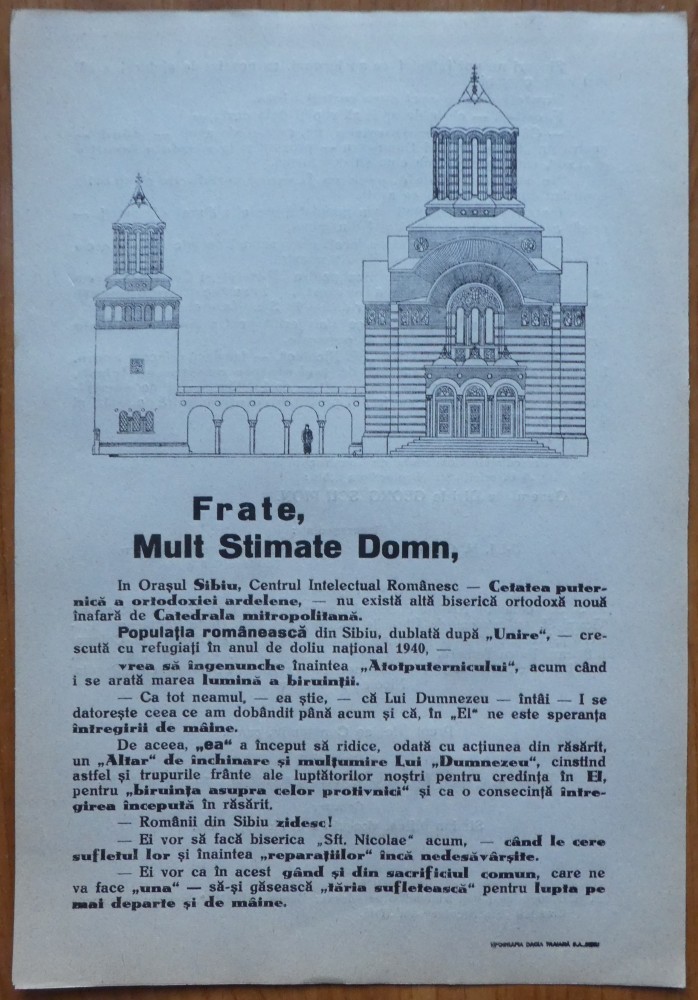 Frate,
Mult Stimate Domn,
In Orașul Sibiu, Centrul Intelectual Românesc — Cetatea puter-
nică a ortodoxiei ardelene, — nu există altă biserică ortodoxă nouă
înafară de Catedrala mitropolitană.
Populația românească din Sibiu, dublată după „Unire“, — cre-
scută cu refugiați în anul de doliu național 1940, —
vrea să îngenunche înaintea „Atotputernicului“, acum când
i se arată marea lumină a biruinții.
— Ca tot neamul, — ea știe, — că Lui Dumnezeu — întâi — I se
datorește ceea ce am dobândit până acum și că, în „El“ ne este speranța
întregirii de mâine.
De aceea, „ea“ a început să ridice, odată cu acțiunea din răsărit,
un „Altar“ de închinare și mulțumire Lui „Dumnezeu“, cinstind
astfel și trupurile frânte ale luptătorilor noștri pentru credința în El,
pentru „biruința asupra celor protivnici“ și ca o consecință între-
girea începută în răsărit.
— Românii din Sibiu zidesc!
— Ei vor să facă biserica „Sft. Nicolae“ acum, — când le cere
sufletul lor și înaintea „reparațiilor“ încă nedesăvârșite.
— Ei vor ca în acest gând și din sacrificiul comun, care ne
va face „una“ — să-și găsească „tăria sufletească“ pentru lupta pe
mai departe și de mâine.
TIPOGRAFIA DACIA TRAIANĂ S.A., SIBIU